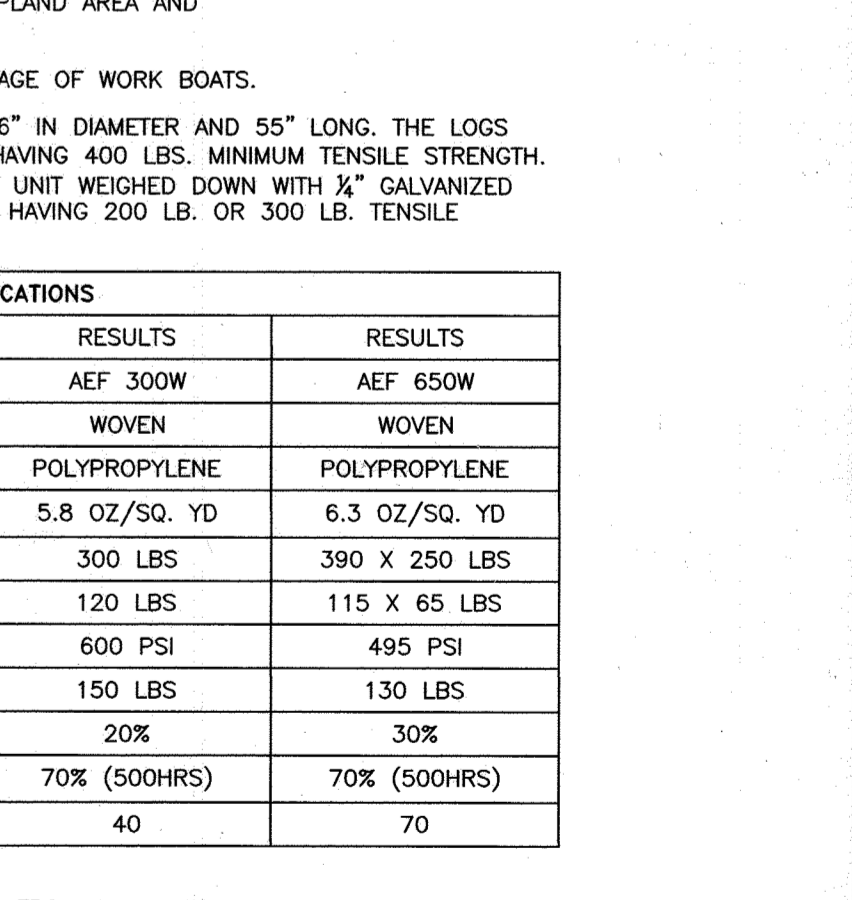 PLAND AREA AND
AGE OF WORK BOATS.
6" IN DIAMETER AND 55" LONG. THE LOGS
HAVING 400 LBS. MINIMUM TENSILE STRENGTH.
UNIT WEIGHED DOWN WITH ¼" GALVANIZED
HAVING 200 LB. OR 300 LB. TENSILE
CATIONS
RESULTS RESULTS
AEF 300W AEF 650W
WOVEN WOVEN
POLYPROPYLENE POLYPROPYLENE
5.8 OZ/SQ. YD 6.3 OZ/SQ. YD
300 LBS 390 X 250 LBS
120 LBS 115 X 65 LBS
600 PSI 495 PSI
150 LBS 130 LBS
20% 30%
70% (500HRS) 70% (500HRS)
40 70